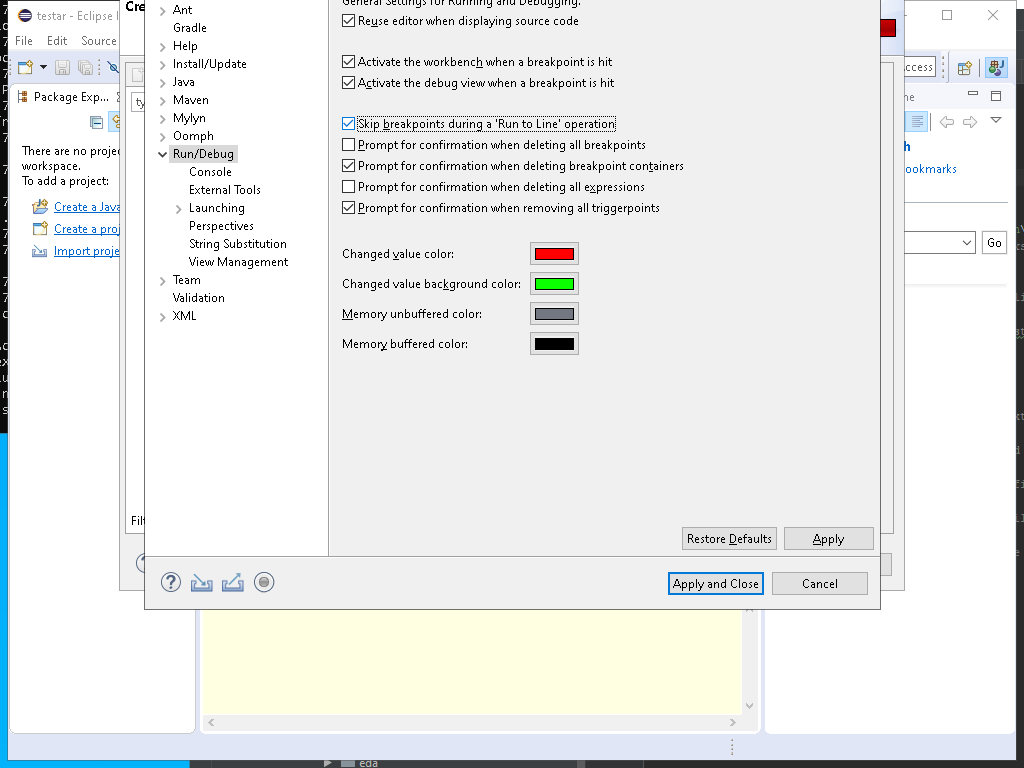 testar - Eclipse I
Cre
File Edit Source
Package Exp...
There are no proje
workspace.
To add a project:
Create a Java
Create a proj
Import proje
ty
Filt
Ant
Gradle
Help
Install/Update
Java
Maven
Mylyn
Oomph
Run/Debug
Console
External Tools
Launching
Perspectives
String Substitution
View Management
Team
Validation
XML
General Settings for Running and Debugging.
Reuse editor when displaying source code
Activate the workbench when a breakpoint is hit
Activate the debug view when a breakpoint is hit
Skip breakpoints during a 'Run to Line' operation
Prompt for confirmation when deleting all breakpoints
Prompt for confirmation when deleting breakpoint containers
Prompt for confirmation when deleting all expressions
Prompt for confirmation when removing all triggerpoints
Changed value color:
Changed value background color:
Memory unbuffered color:
Memory buffered color:
Restore Defaults Apply
Apply and Close Cancel
ccess
ne
h
ookmarks
Go
eda